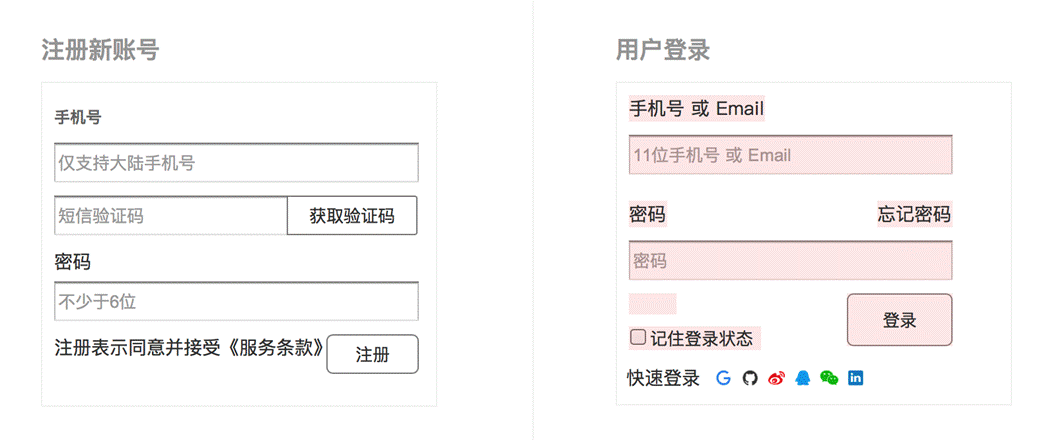 注册新账号
手机号
仅支持大陆手机号
短信验证码 获取验证码
密码
不少于6位
注册表示同意并接受《服务条款》 注册
用户登录
手机号 或 Email
11位手机号 或 Email
密码 忘记密码
密码
登录
记住登录状态
快速登录